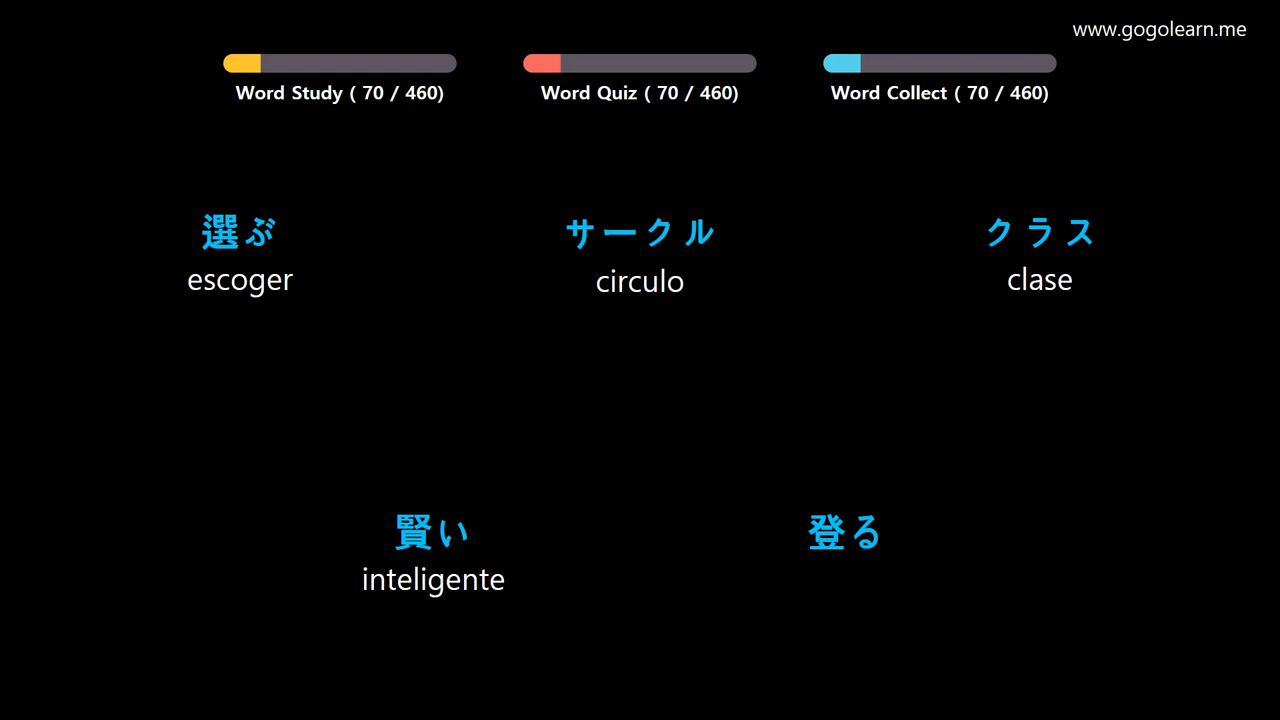 www.gogolearn.me
Word Study ( 70 / 460)
Word Quiz ( 70 / 460)
Word Collect ( 70 / 460)
選ぶ
escoger
サークル
circulo
クラス
clase
賢い
inteligente
登る